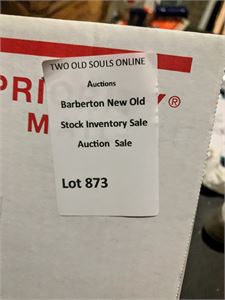 TWO OLD SOULS ONLINE
Auctions
Barberton New Old
Stock Inventory Sale
Auction Sale
Lot 873
PRI Y®
M